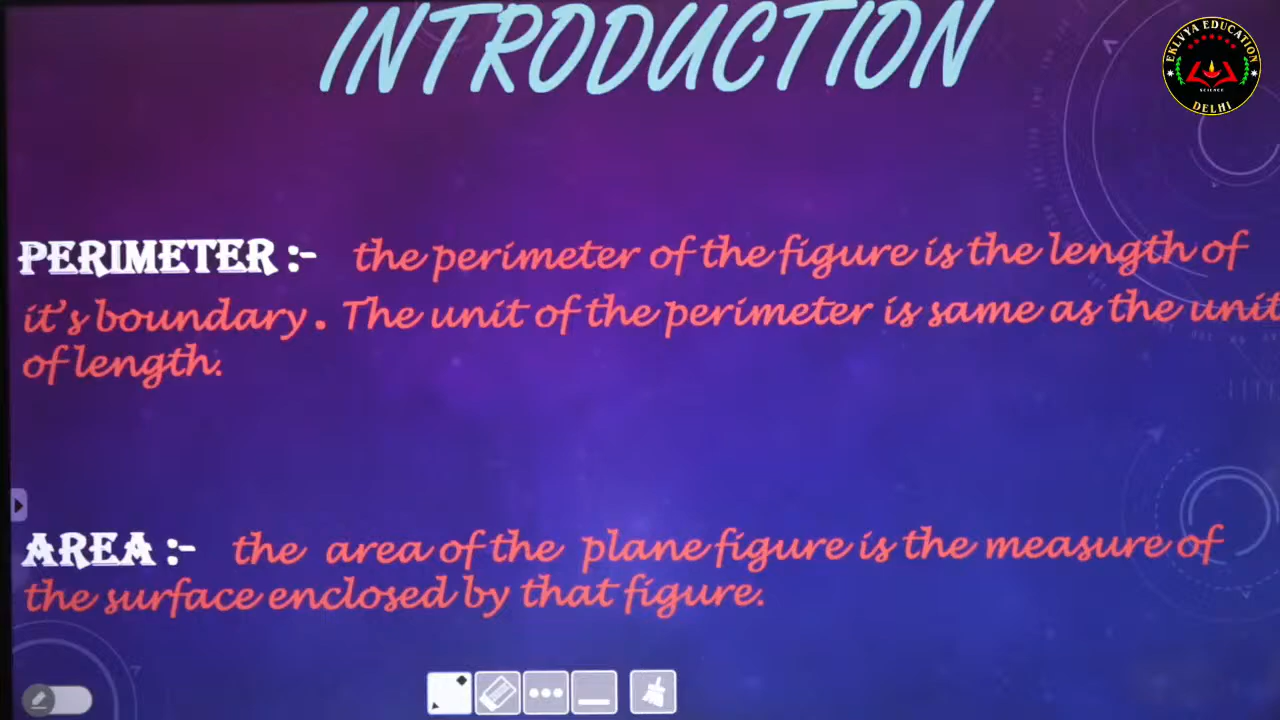 INTRODUCTION
EKLVYA EDUCATION
SCIENCE
DELHI
PERIMETER :- the perimeter of the figure is the length of
it's boundary. The unit of the perimeter is same as the unit
of length.
AREA :- the area of the plane figure is the measure of
the surface enclosed by that figure.